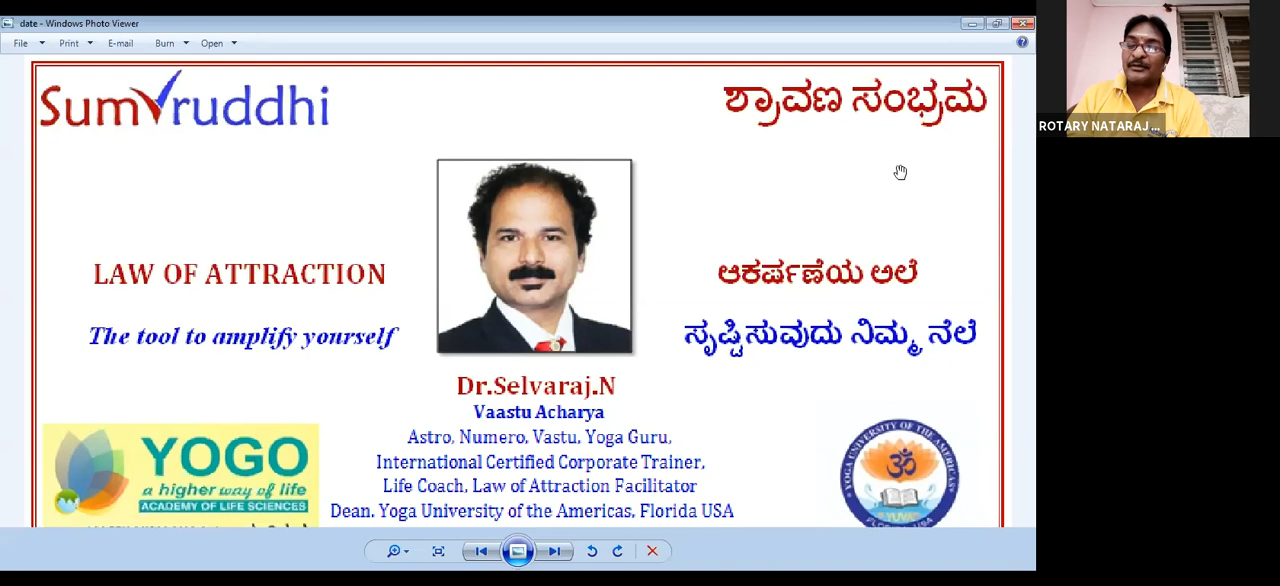 date - Windows Photo Viewer
File Print E-mail Burn Open
SumVruddhi
ಶ್ರಾವಣ ಸಂಭ್ರಮ
ROTARY NATARAJ...
LAW OF ATTRACTION
ಆಕರ್ಷಣೆಯ ಅಲೆ
The tool to amplify yourself
ಸೃಷ್ಟಿಸುವುದು ನಿಮ್ಮ ನೆಲೆ
Dr.Selvaraj.N
Vaastu Acharya
Astro, Numero, Vastu, Yoga Guru,
International Certified Corporate Trainer,
Life Coach, Law of Attraction Facilitator
Dean, Yoga University of the Americas, Florida USA
YOGO
a higher way of life
ACADEMY OF LIFE SCIENCES
YOGA UNIVERSITY OF THE AMERICAS
ॐ
YUVA
FLORIDA, USA